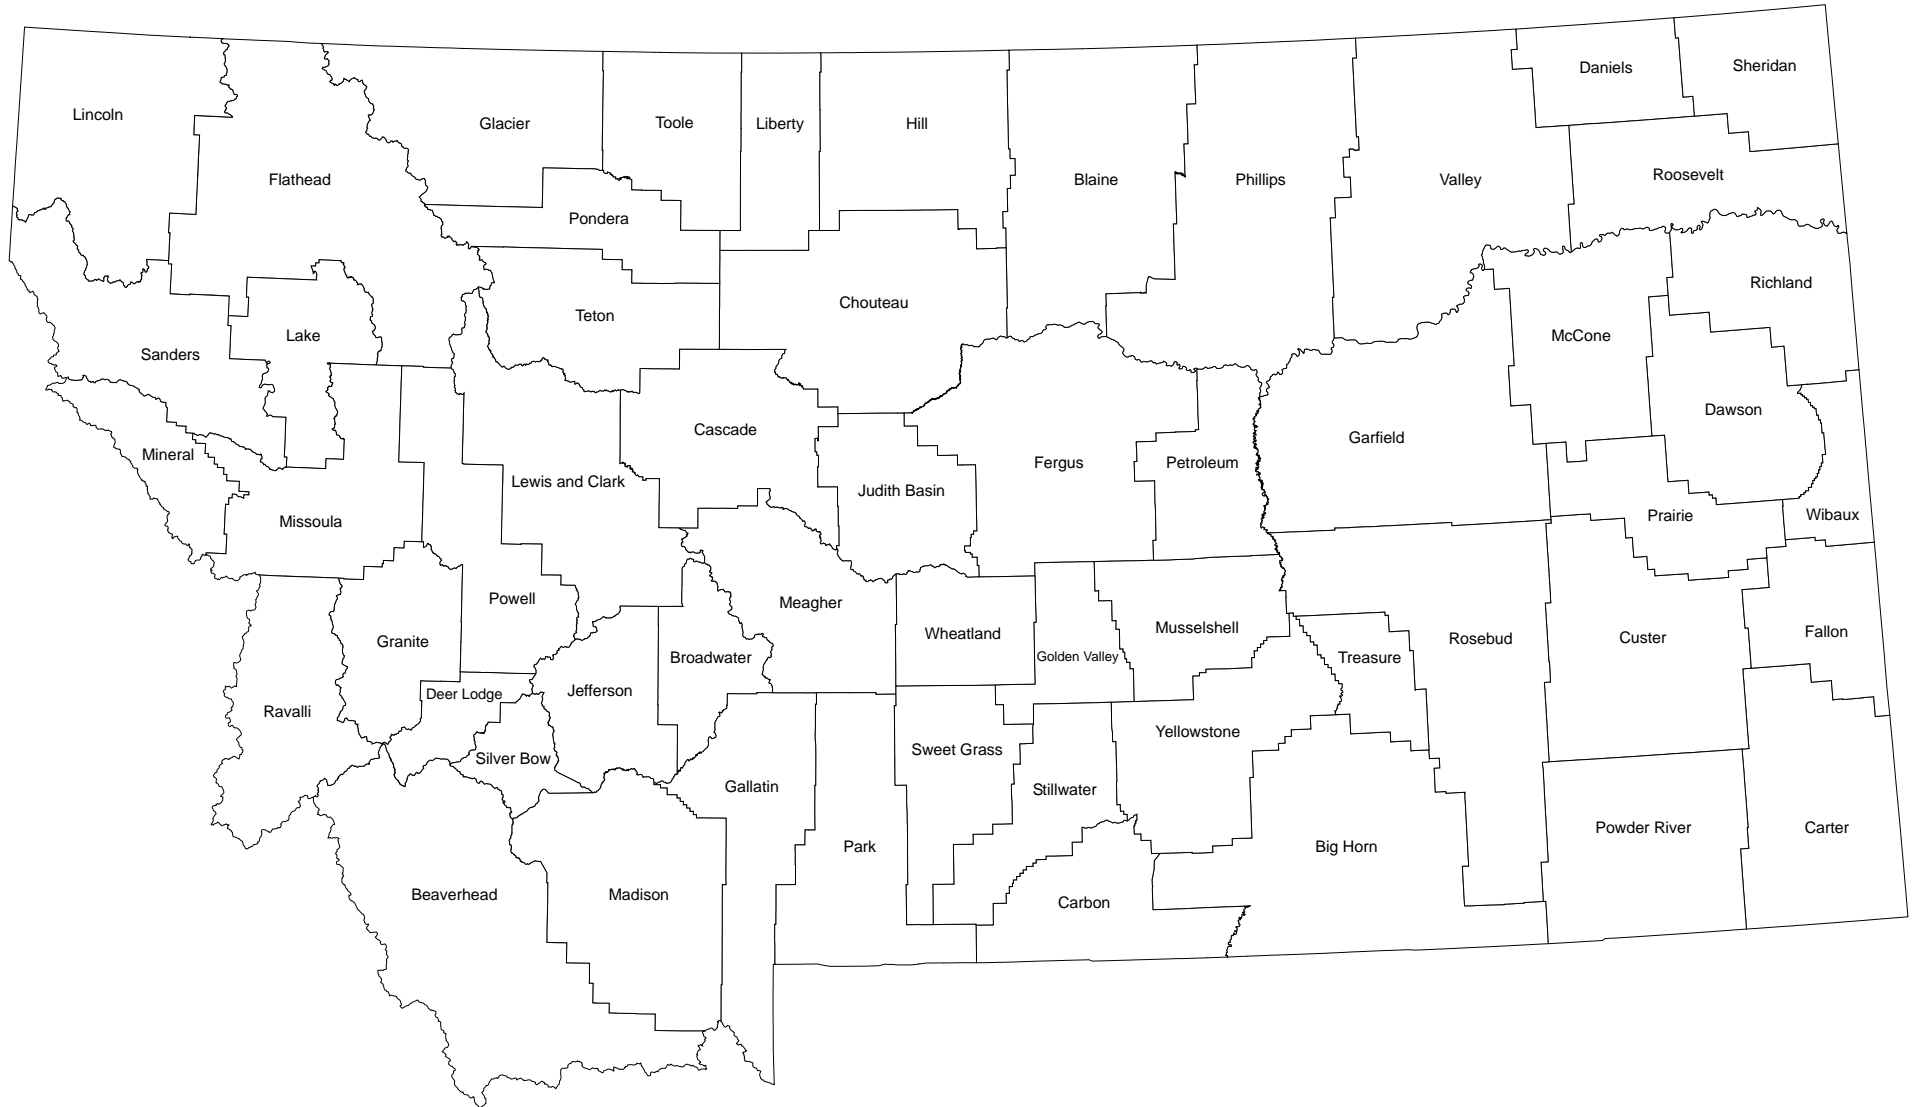 Sheridan
Daniels
Lincoln
Glacier
Toole
Liberty
Hill
Roosevelt
Flathead
Blaine
Phillips
Valley
Pondera
Richland
Chouteau
Teton
Lake
McCone
Sanders
Dawson
Cascade
Garfield
Mineral
Fergus
Petroleum
Lewis and Clark
Judith Basin
Missoula
Prairie
Wibaux
Powell
Meagher
Musselshell
Fallon
Wheatland
Granite
Rosebud
Custer
Golden Valley
Broadwater
Treasure
Jefferson
Deer Lodge
Ravalli
Yellowstone
Sweet Grass
Silver Bow
Gallatin
Stillwater
Powder River
Carter
Park
Big Horn
Beaverhead
Madison
Carbon